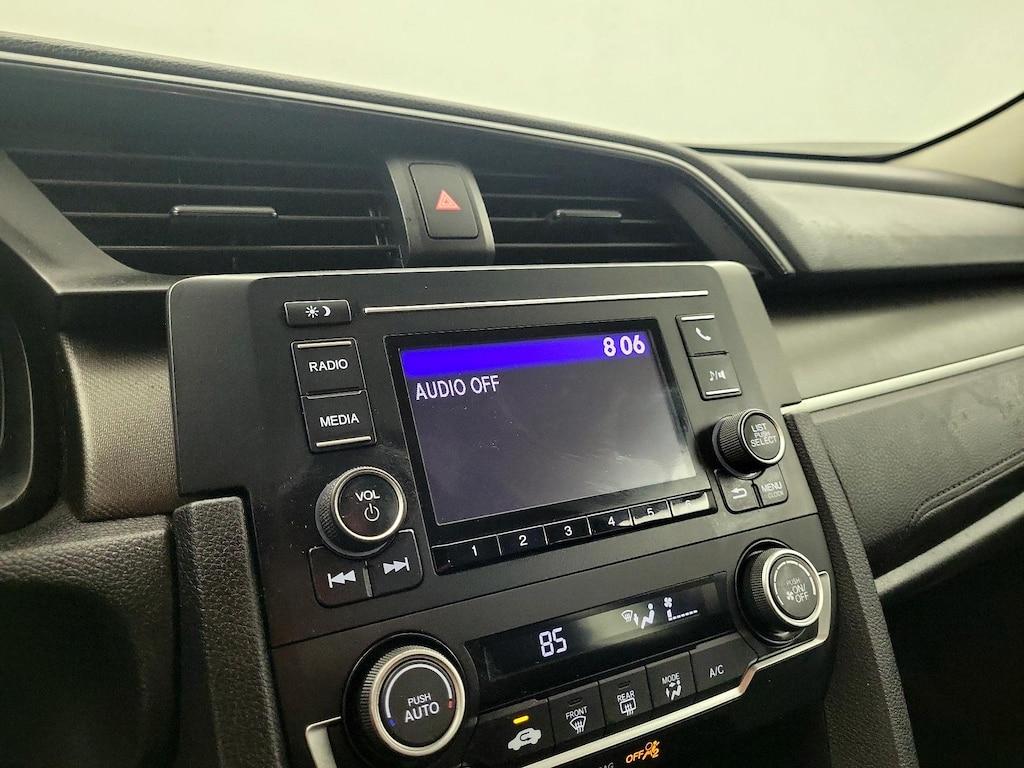 8 06
RADIO
AUDIO OFF
MEDIA
LIST
PUSH
SELECT
VOL
MENU
CLOCK
1 2 3 4 5
PUSH
ON/
OFF
85
PUSH
AUTO
FRONT
REAR
MODE
A/C
OFF